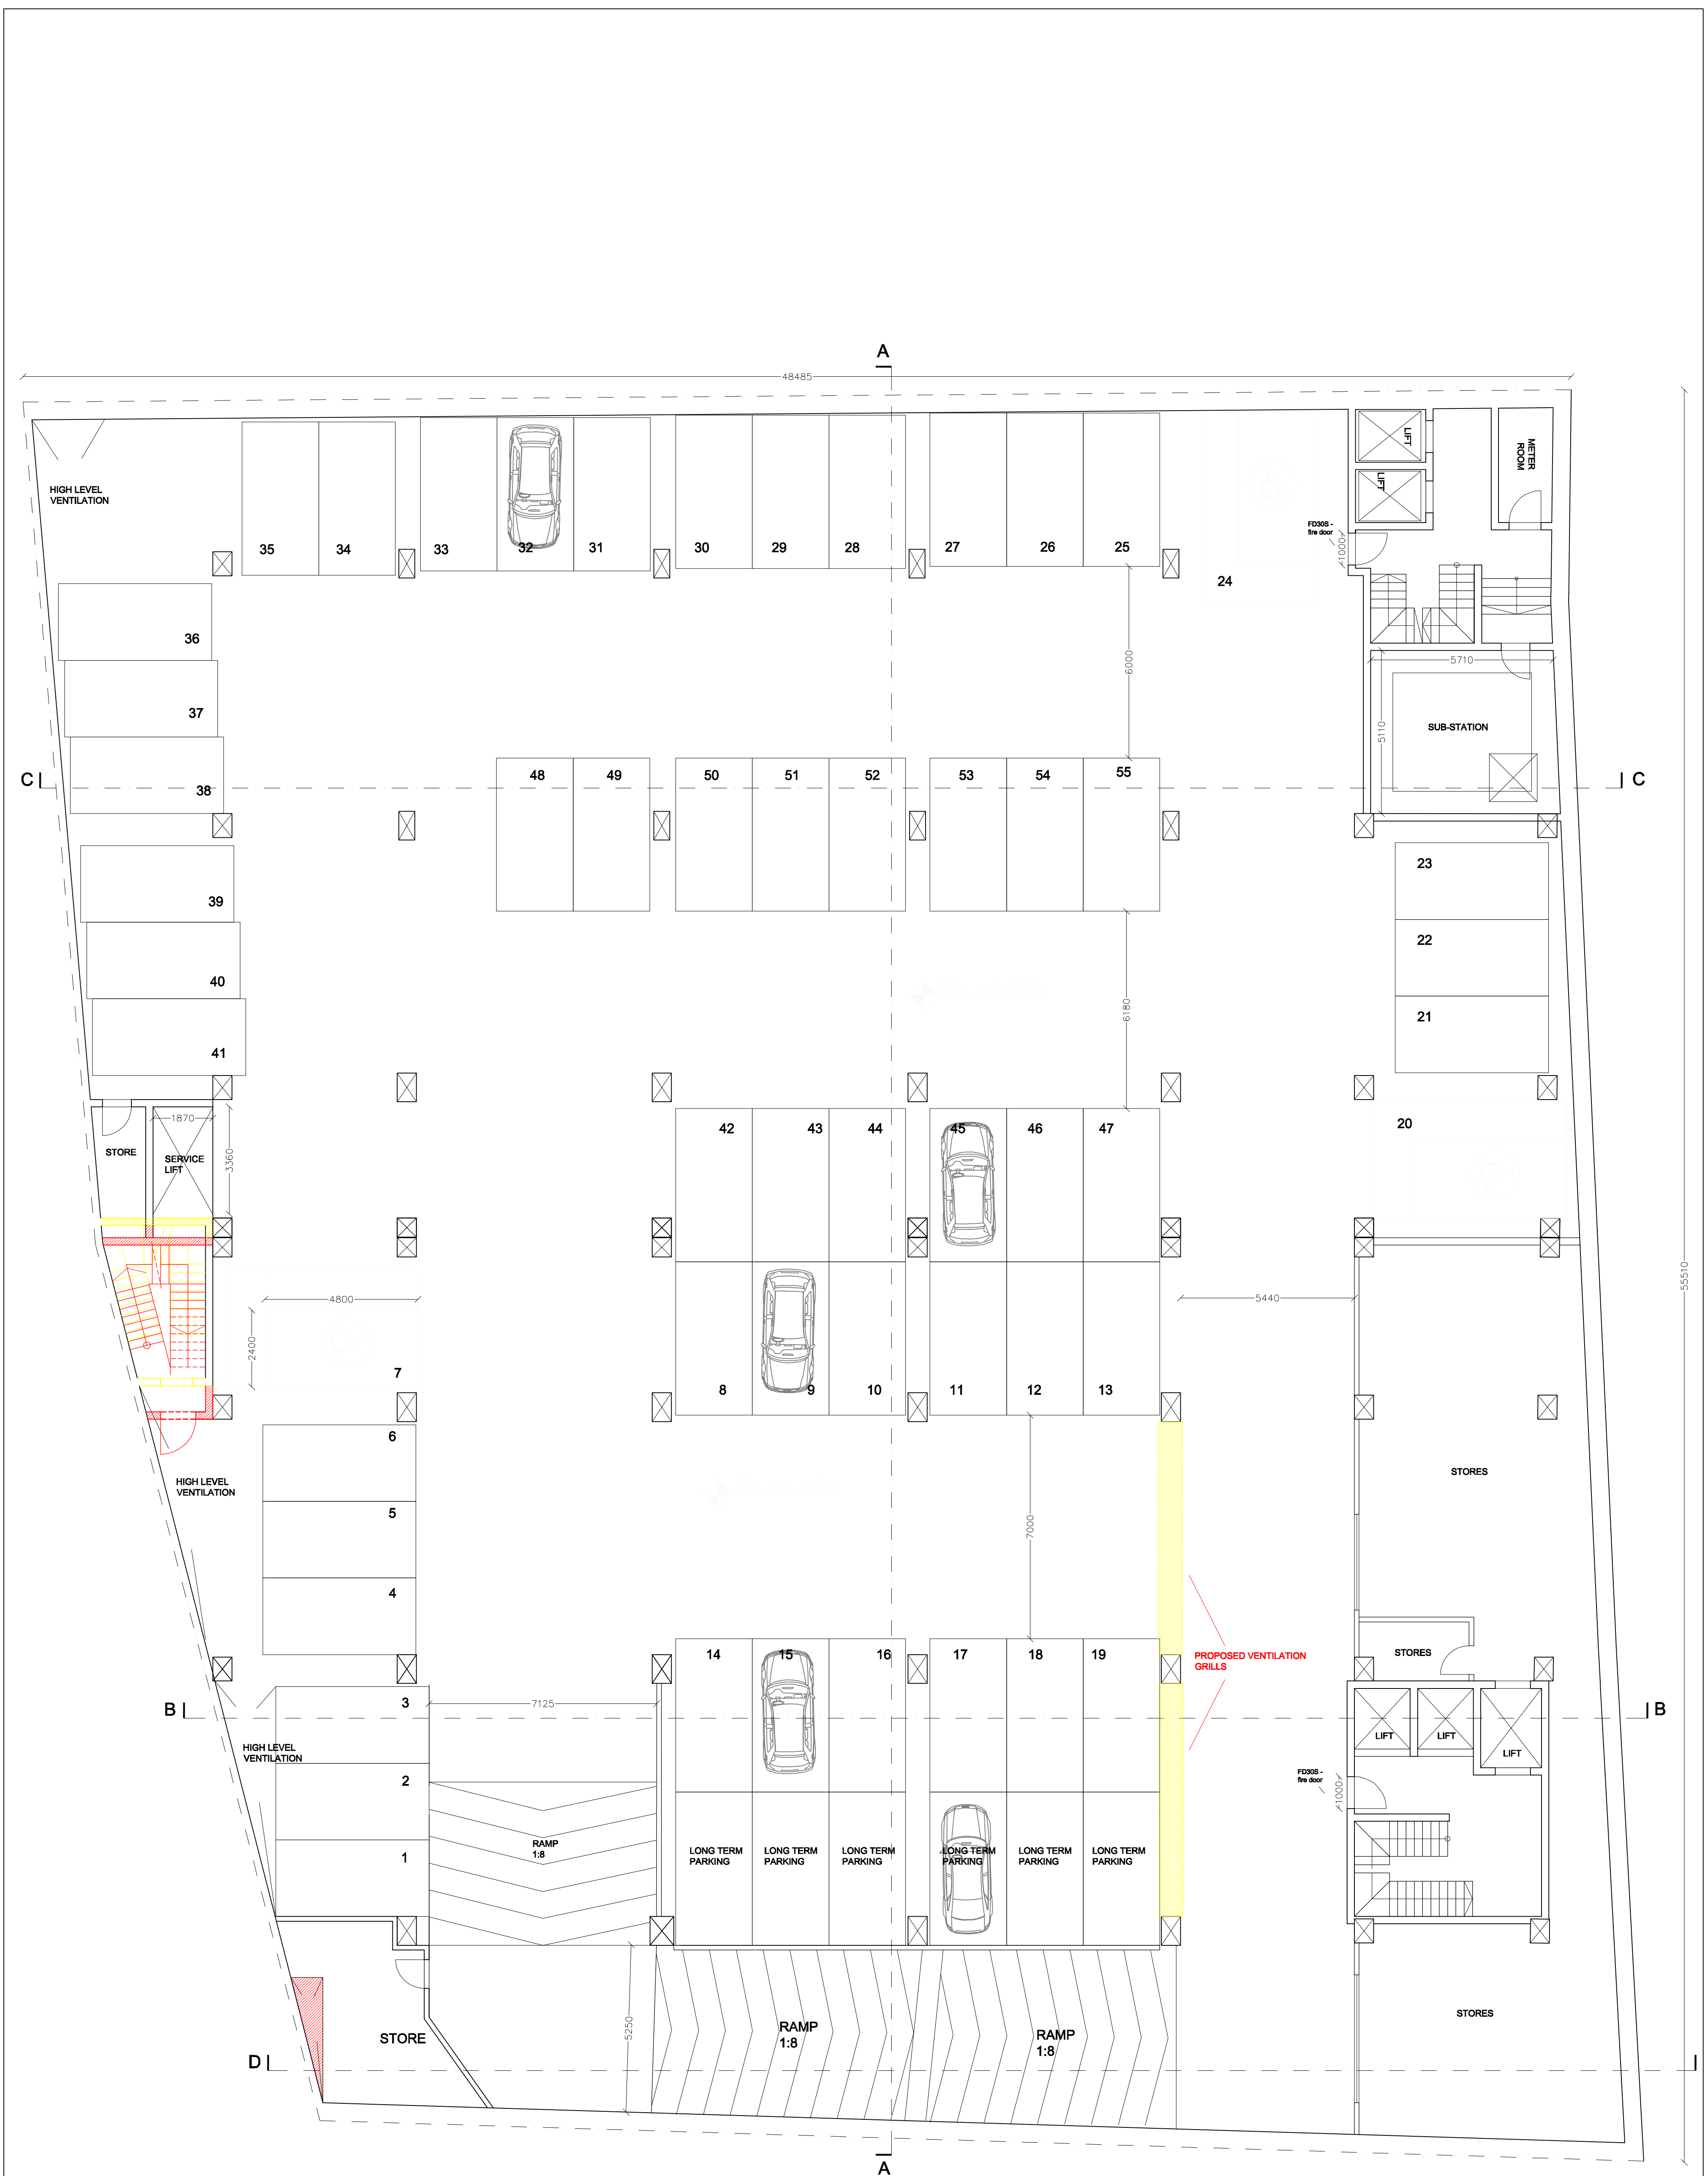 A
48485
LIFT
METER
ROOM
LIFT
HIGH LEVEL
VENTILATION
FD30S -
fire door
1000
35
34
33
32
31
30
29
28
27
26
25
24
36
6000
5710
37
SUB-STATION
5110
C
38
48
49
50
51
52
53
54
55
C
23
39
22
40
6180
21
41
1870
STORE
SERVICE
LIFT
3360
42
43
44
45
46
47
20
55510
4800
5440
2400
7
8
9
10
11
12
13
6
HIGH LEVEL
VENTILATION
STORES
5
7000
4
14
15
16
17
18
19
PROPOSED VENTILATION
GRILLS
STORES
3
7125
B
B
HIGH LEVEL
VENTILATION
LIFT
LIFT
LIFT
2
FD30S -
fire door
1000
RAMP
1:8
1
LONG TERM
PARKING
LONG TERM
PARKING
LONG TERM
PARKING
LONG TERM
PARKING
LONG TERM
PARKING
LONG TERM
PARKING
STORE
5250
RAMP
1:8
RAMP
1:8
STORES
D
A